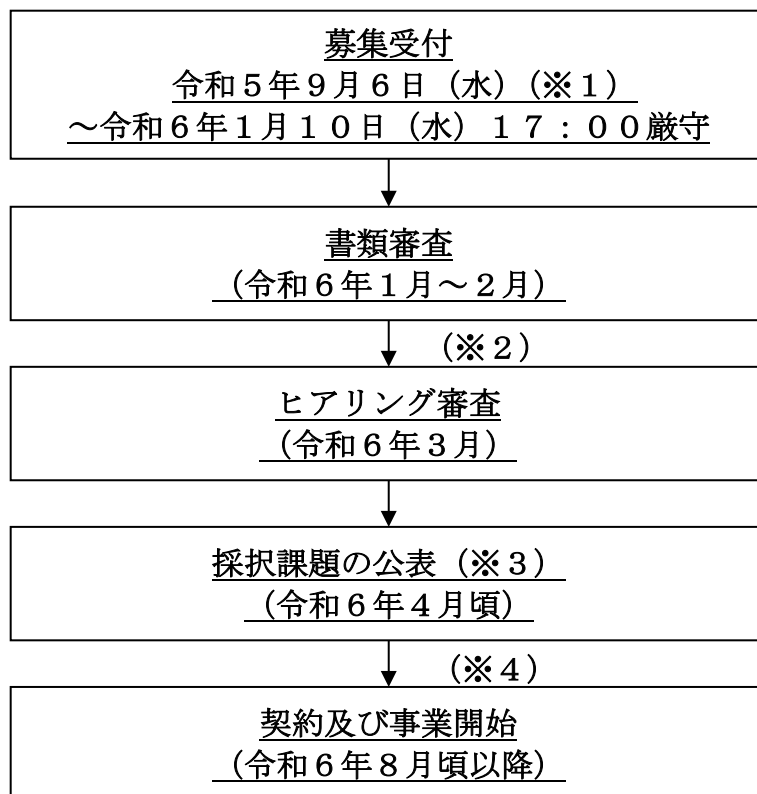 募集受付
令和５年９月６日（水）（※１）
～令和６年１月１０日（水）１７：００厳守
書類審査
（令和６年１月～２月）
（※２）
ヒアリング審査
（令和６年３月）
採択課題の公表（※３）
（令和６年４月頃）
（※４）
契約及び事業開始
（令和６年８月頃以降）